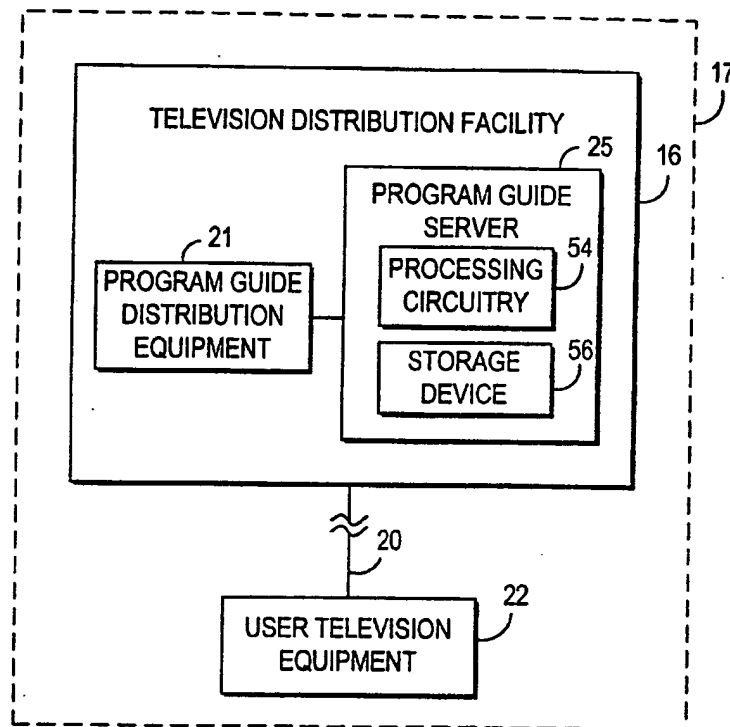 17
TELEVISION DISTRIBUTION FACILITY
16
25
PROGRAM GUIDE
SERVER
21
PROGRAM GUIDE
DISTRIBUTION
EQUIPMENT
54
PROCESSING
CIRCUITRY
56
STORAGE
DEVICE
20
22
USER TELEVISION
EQUIPMENT